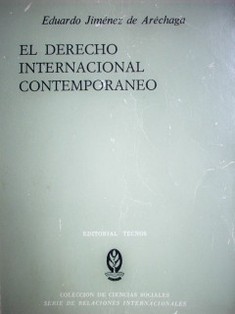 Eduardo Jiménez de Aréchaga
EL DERECHO
INTERNACIONAL
CONTEMPORANEO
EDITORIAL TECNOS
COLECCION DE CIENCIAS SOCIALES
SERIE DE RELACIONES INTERNACIONALES